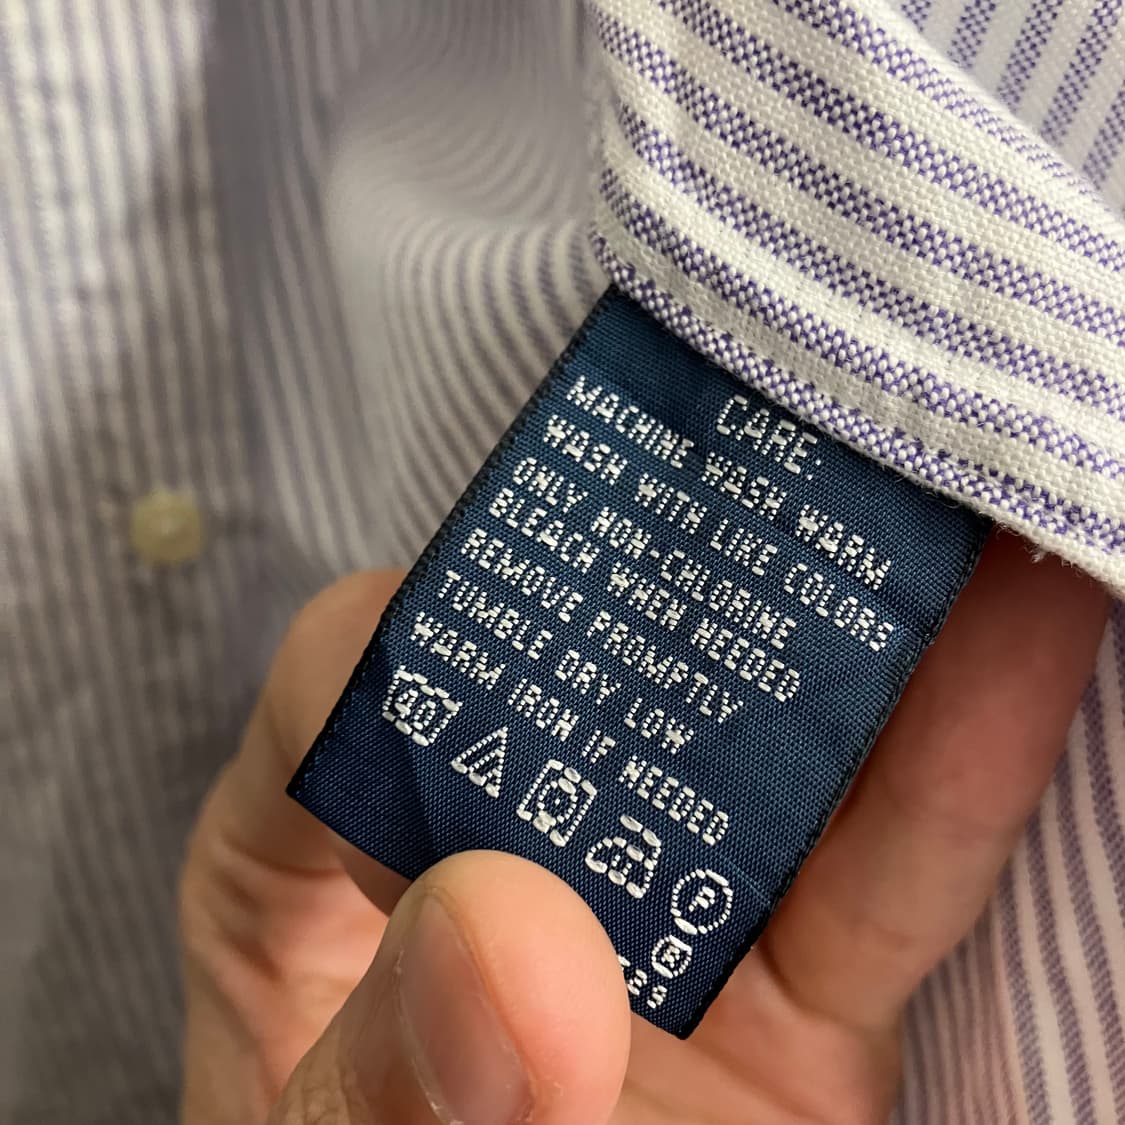 CARE:
MACHINE WASH WARM
WASH WITH LIKE COLORS
ONLY NON-CHLORINE
BLEACH WHEN NEEDED
REMOVE PROMPTLY
TUMBLE DRY LOW
WARM IRON IF NEEDED
40
F
R